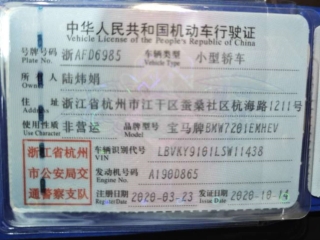 中华人民共和国机动车行驶证
Vehicle License of the People's Republic of China
号牌号码 浙AFD6985 车辆类型 小型轿车
Plate No. Vehicle Type
所有人 陆炜娟
Owner
住址 浙江省杭州市江干区蚕桑社区杭海路1211号
Address
使用性质 非营运 宝马牌BMW7201EMHEV
Use Character
浙江省杭州 车辆识别代号 LBVKY9101LSW11438
VIN
市公安局交 发动机号码 A190D865
Engine No.
通警察支队 注册日期 2020-03-23 发证日期 2020-10-14
Register Date Issue Date